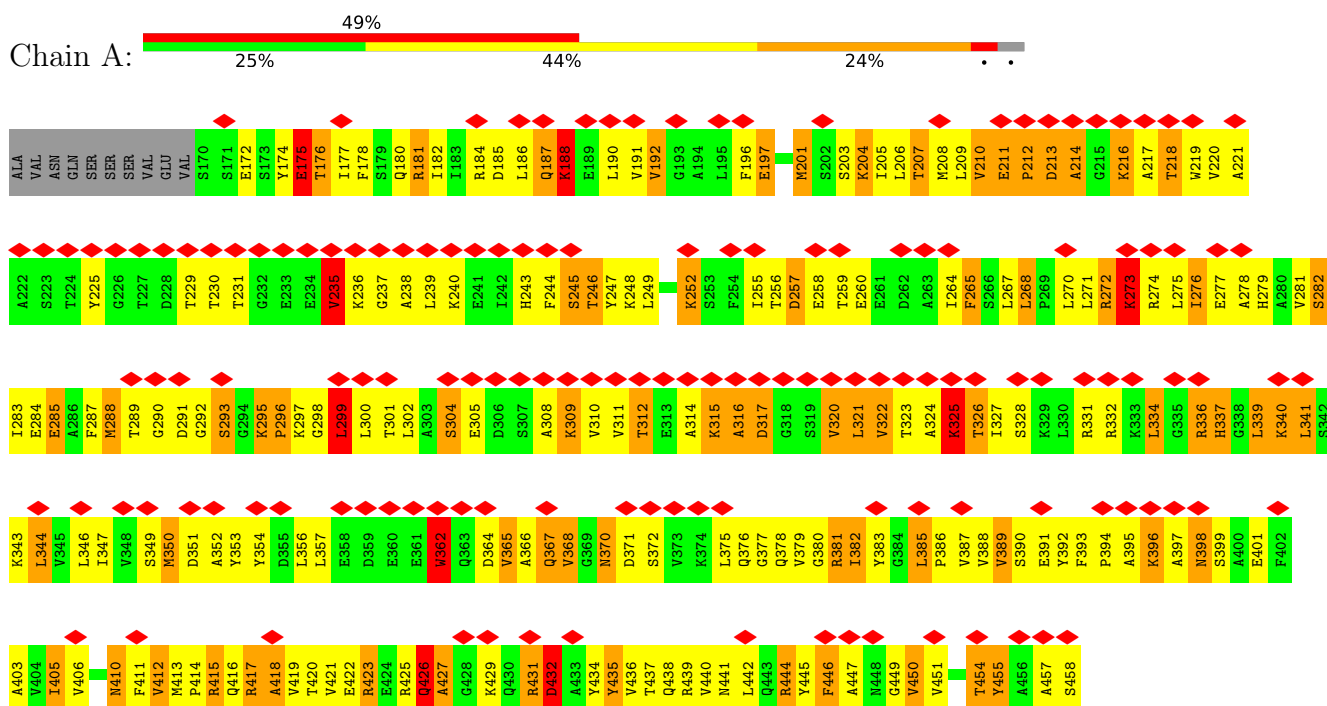 49%
Chain A:
25% 44% 24% • •
ALA VAL ASN GLN SER SER SER VAL GLU VAL S170 S171 E172 S173 Y174 E175 T176 I177 F178 S179 Q180 R181 I182 I183 R184 D185 L186 Q187 K188 E189 L190 V191 V192 G193 A194 L195 F196 E197 M201 S202 S203 K204 I205 L206 T207 M208 L209 V210 E211 P212 D213 A214 G215 K216 A217 T218 W219 V220 A221
A222 S223 T224 Y225 G226 T227 D228 T229 T230 T231 G232 E233 E234 V235 K236 G237 A238 L239 K240 E241 I242 H243 F244 S245 T246 Y247 K248 L249 K252 S253 F254 I255 T256 D257 E258 T259 E260 E261 D262 A263 I264 F265 S266 L267 L268 P269 L270 L271 R272 K273 R274 L275 I276 E277 A278 H279 A280 V281 S282
I283 E284 E285 A286 F287 M288 T289 G290 D291 G292 S293 G294 K295 P296 K297 G298 L299 L300 T301 L302 A303 S304 E305 D306 S307 A308 K309 V310 V311 T312 E313 A314 K315 A316 D317 G318 S319 V320 L321 V322 T323 A324 K325 T326 I327 S328 K329 L330 R331 R332 K333 L334 G335 R336 H337 G338 L339 K340 L341 S342
K343 L344 V345 L346 I347 V348 S349 M350 D351 A352 Y353 Y354 D355 L356 L357 E358 D359 E360 E361 W362 Q363 D364 V365 A366 Q367 V368 G369 N370 D371 S372 V373 K374 L375 Q376 G377 Q378 V379 G380 R381 I382 Y383 G384 L385 P386 V387 V388 V389 S390 E391 Y392 F393 P394 A395 K396 A397 N398 S399 A400 E401 F402
A403 V404 I405 V406 N410 F411 V412 M413 P414 R415 Q416 R417 A418 V419 T420 V421 E422 R423 E424 R425 Q426 A427 G428 K429 Q430 R431 D432 A433 Y434 Y435 V436 T437 Q438 R439 V440 N441 L442 Q443 R444 Y445 F446 A447 N448 G449 V450 V451 T454 Y455 A456 A457 S458